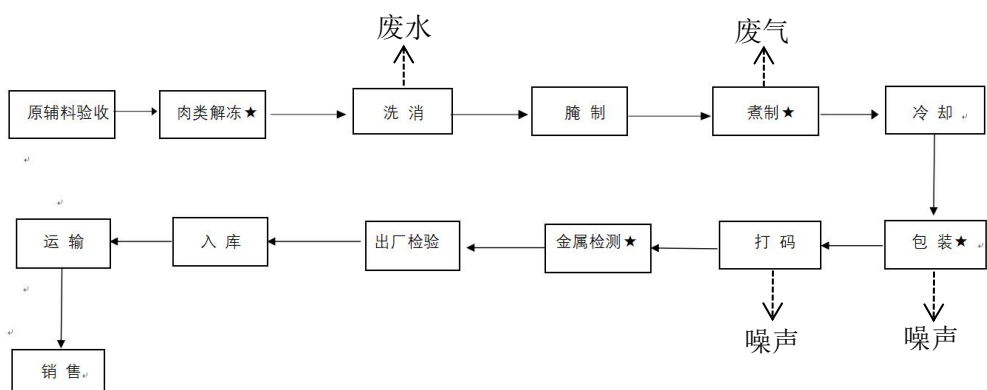 废水
废气
原辅料验收
肉类解冻★
洗 消
腌 制
煮制★
冷 却
包 装★
打 码
金属检测★
出厂检验
入 库
运 输
噪声
噪声
销 售